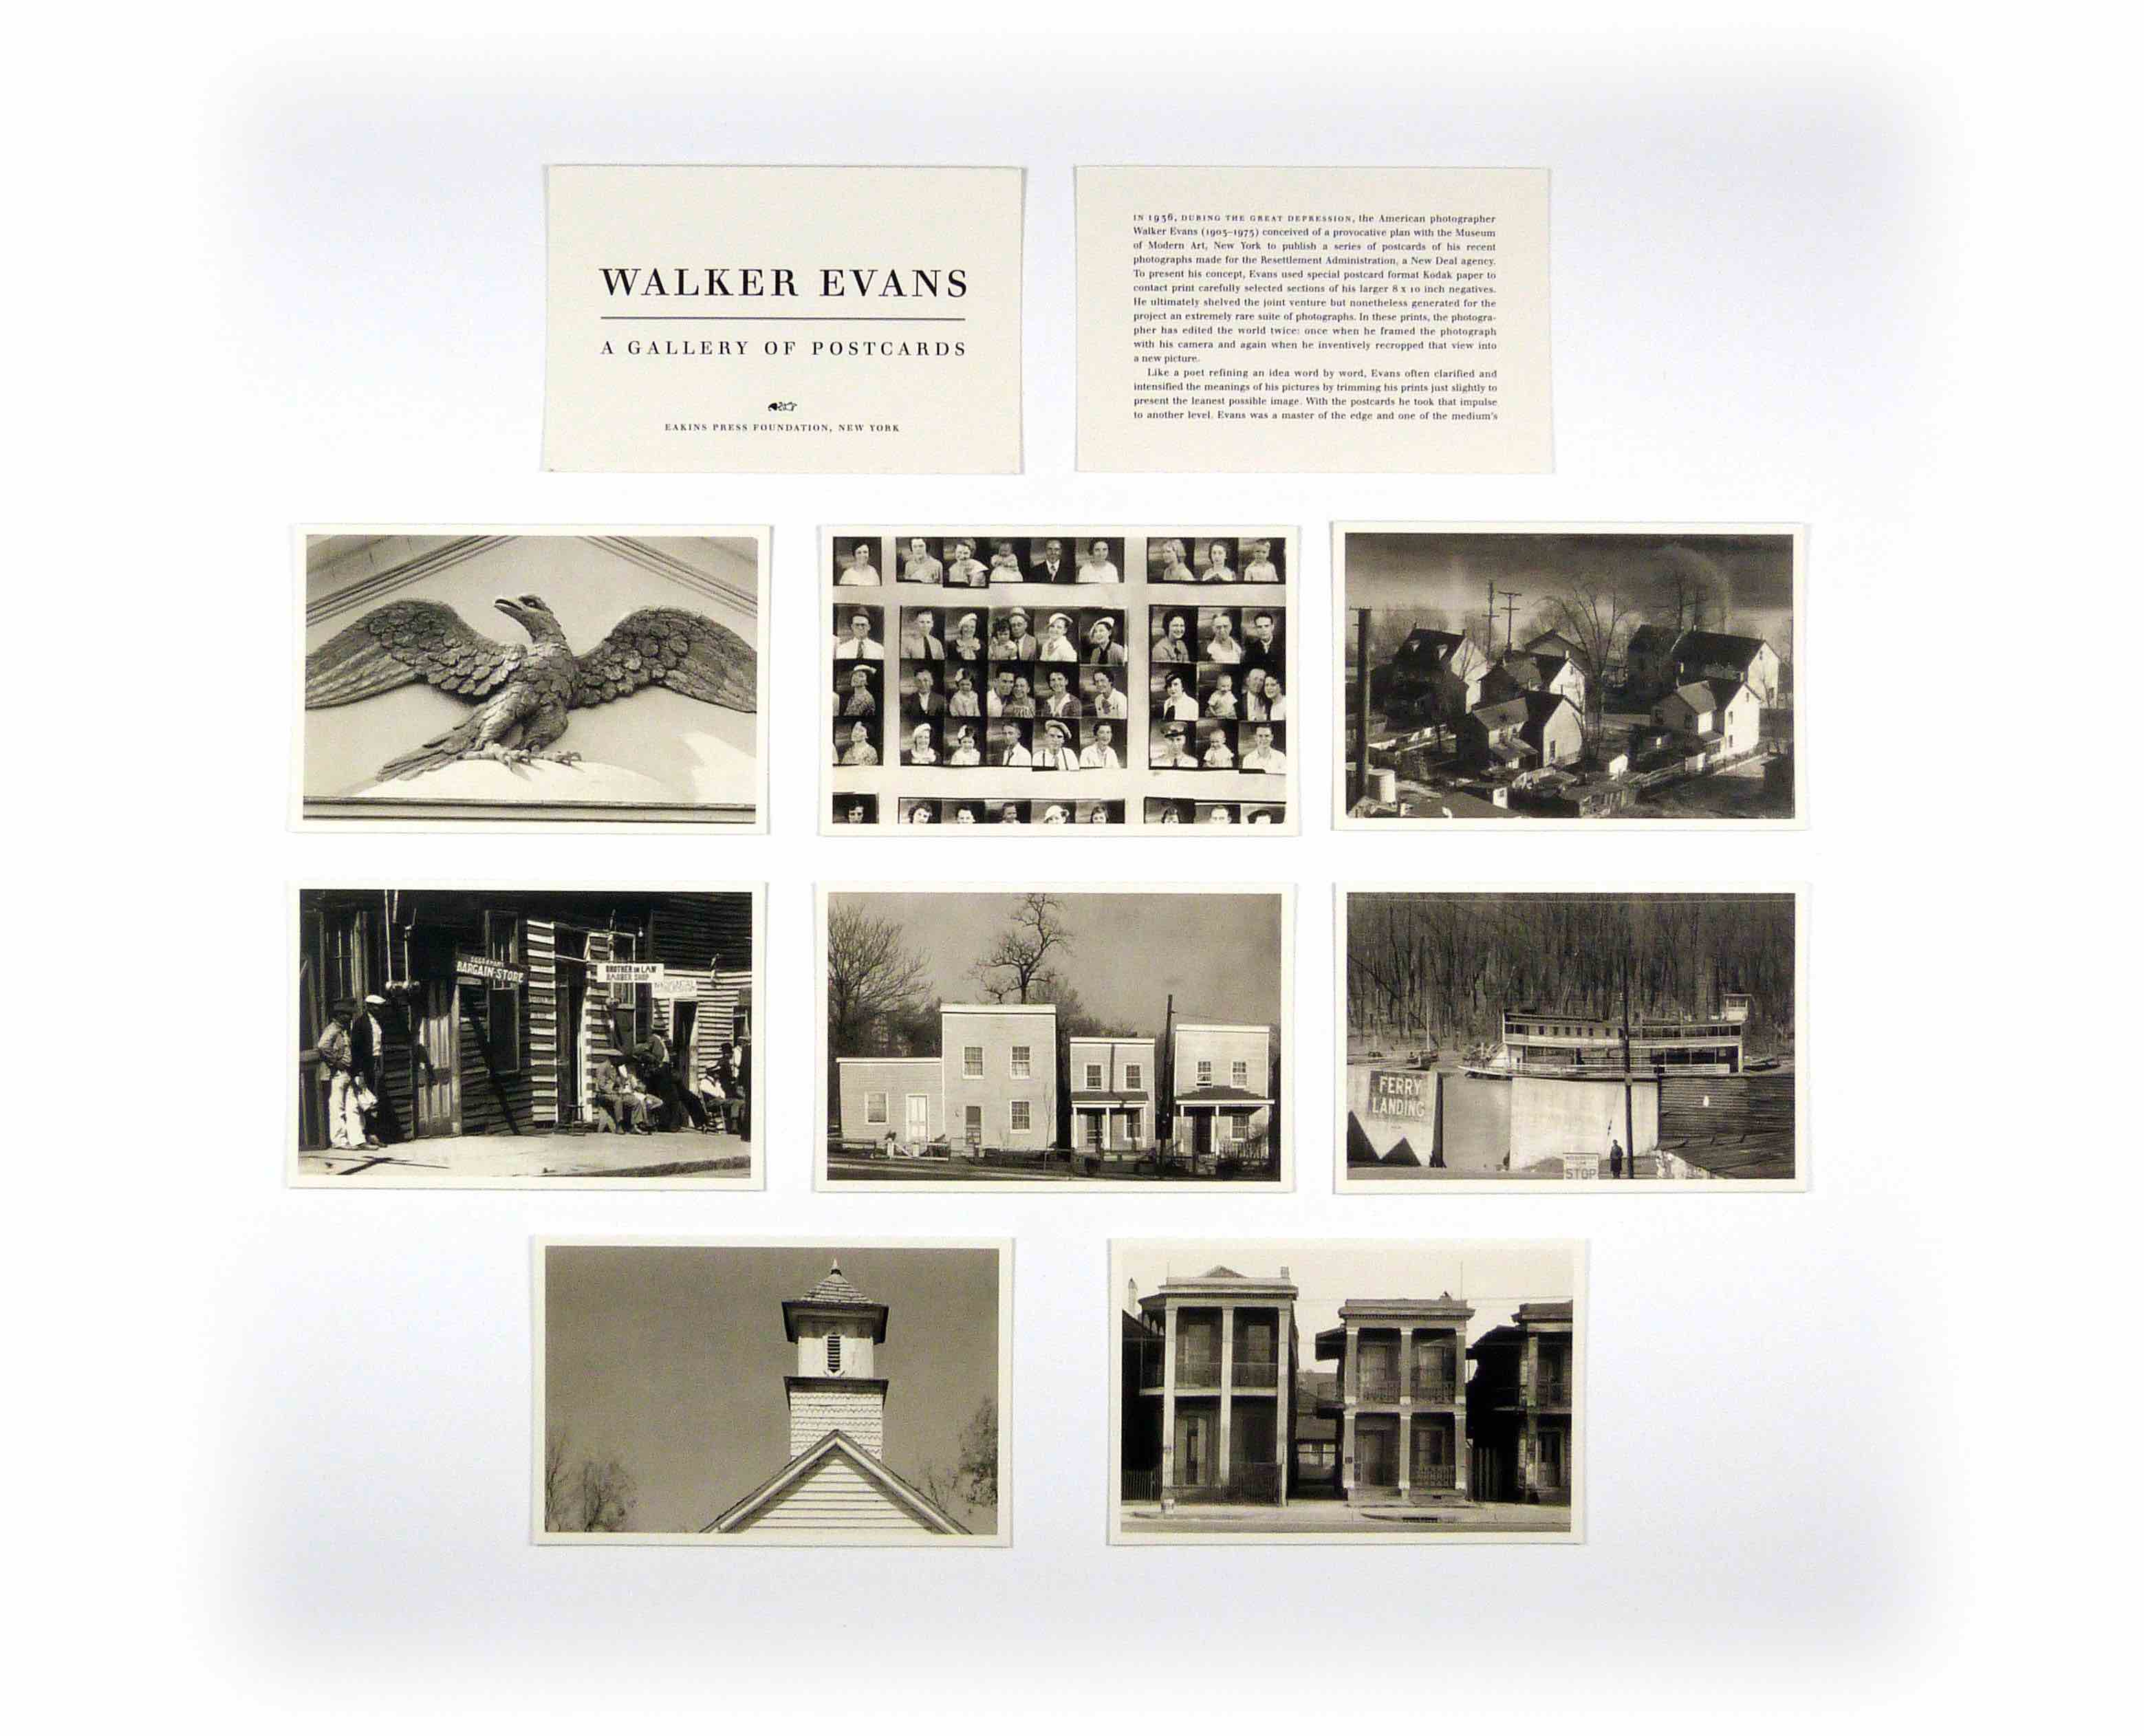 WALKER EVANS
A GALLERY OF POSTCARDS
EAKINS PRESS FOUNDATION, NEW YORK
IN 1936, DURING THE GREAT DEPRESSION, the American photographer
Walker Evans (1903–1975) conceived of a provocative plan with the Museum
of Modern Art, New York to publish a series of postcards of his recent
photographs made for the Resettlement Administration, a New Deal agency.
To present his concept, Evans used special postcard format Kodak paper to
contact print carefully selected sections of his larger 8 x 10 inch negatives.
He ultimately shelved the joint venture but nonetheless generated for the
project an extremely rare suite of photographs. In these prints, the photogra-
pher has edited the world twice: once when he framed the photograph
with his camera and again when he inventively recropped that view into
a new picture.
Like a poet refining an idea word by word, Evans often clarified and
intensified the meanings of his pictures by trimming his prints just slightly to
present the leanest possible image. With the postcards he took that impulse
to another level. Evans was a master of the edge and one of the medium's
BARGAIN-STORE
BROTHER IN LAW
BARBER SHOP
FERRY
LANDING
STOP